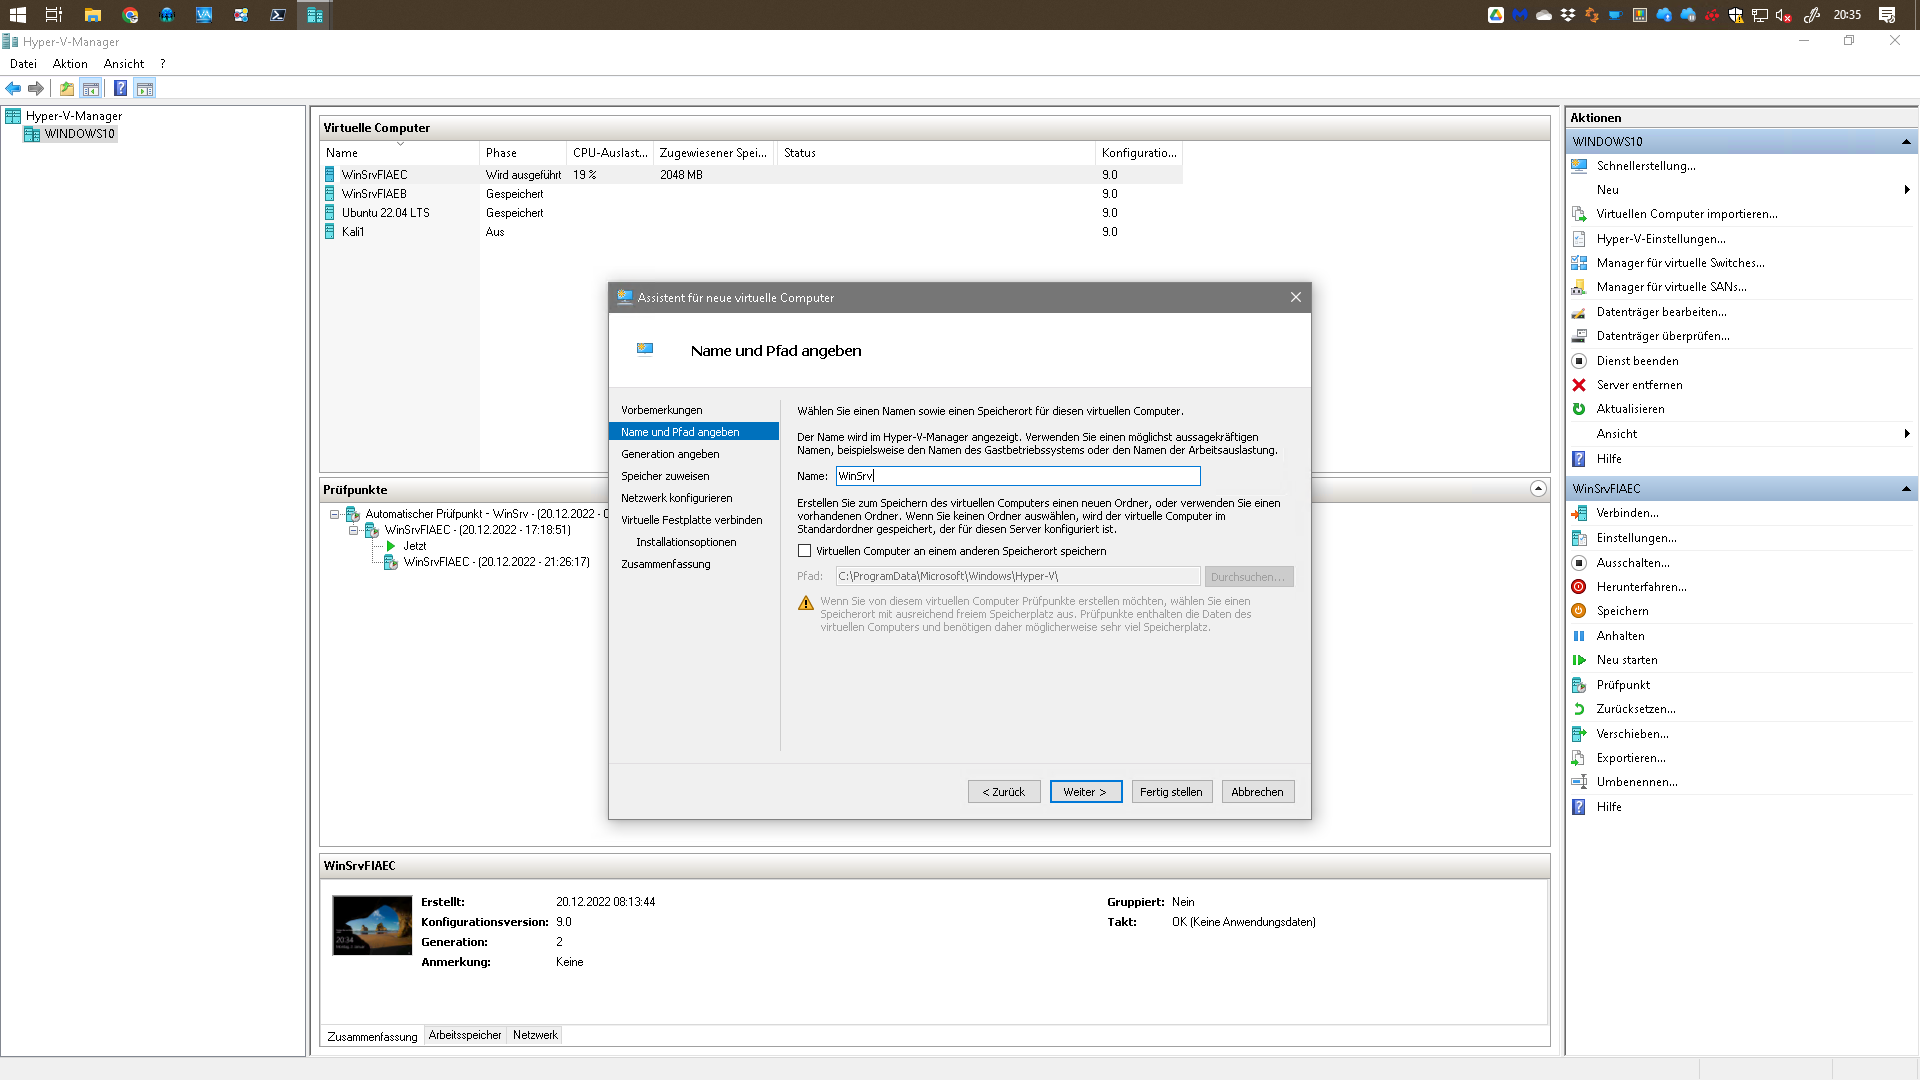 20:35
Hyper-V-Manager
Datei Aktion Ansicht ?
Hyper-V-Manager
WINDOWS10
Virtuelle Computer
Name Phase CPU-Auslast... Zugewiesener Spei... Status Konfiguratio...
WinSrvFIAEC Wird ausgeführt 19 % 2048 MB 9.0
WinSrvFIAEB Gespeichert 9.0
Ubuntu 22.04 LTS Gespeichert 9.0
Kali1 Aus 9.0
Prüfpunkte
Automatischer Prüfpunkt - WinSrv - (20.12.2022 - 0
WinSrvFIAEC - (20.12.2022 - 17:18:51)
Jetzt
WinSrvFIAEC - (20.12.2022 - 21:26:17)
Assistent für neue virtuelle Computer
Name und Pfad angeben
Vorbemerkungen
Name und Pfad angeben
Generation angeben
Speicher zuweisen
Netzwerk konfigurieren
Virtuelle Festplatte verbinden
Installationsoptionen
Zusammenfassung
Wählen Sie einen Namen sowie einen Speicherort für diesen virtuellen Computer.
Der Name wird im Hyper-V-Manager angezeigt. Verwenden Sie einen möglichst aussagekräftigen
Namen, beispielsweise den Namen des Gastbetriebssystems oder den Namen der Arbeitsauslastung.
Name: WinSrv
Erstellen Sie zum Speichern des virtuellen Computers einen neuen Ordner, oder verwenden Sie einen
vorhandenen Ordner. Wenn Sie keinen Ordner auswählen, wird der virtuelle Computer im
Standardordner gespeichert, der für diesen Server konfiguriert ist.
Virtuellen Computer an einem anderen Speicherort speichern
Pfad: C:\ProgramData\Microsoft\Windows\Hyper-V\ Durchsuchen...
Wenn Sie von diesem virtuellen Computer Prüfpunkte erstellen möchten, wählen Sie einen
Speicherort mit ausreichend freiem Speicherplatz aus. Prüfpunkte enthalten die Daten des
virtuellen Computers und benötigen daher möglicherweise sehr viel Speicherplatz.
< Zurück Weiter > Fertig stellen Abbrechen
WinSrvFIAEC
Erstellt: 20.12.2022 08:13:44
Konfigurationsversion: 9.0
Generation: 2
Anmerkung: Keine
Gruppiert: Nein
Takt: OK (Keine Anwendungsdaten)
20:34
Zusammenfassung Arbeitsspeicher Netzwerk
Aktionen
WINDOWS10
Schnellerstellung...
Neu
Virtuellen Computer importieren...
Hyper-V-Einstellungen...
Manager für virtuelle Switches...
Manager für virtuelle SANs...
Datenträger bearbeiten...
Datenträger überprüfen...
Dienst beenden
Server entfernen
Aktualisieren
Ansicht
Hilfe
WinSrvFIAEC
Verbinden...
Einstellungen...
Ausschalten...
Herunterfahren...
Speichern
Anhalten
Neu starten
Prüfpunkt
Zurücksetzen...
Verschieben...
Exportieren...
Umbenennen...
Hilfe